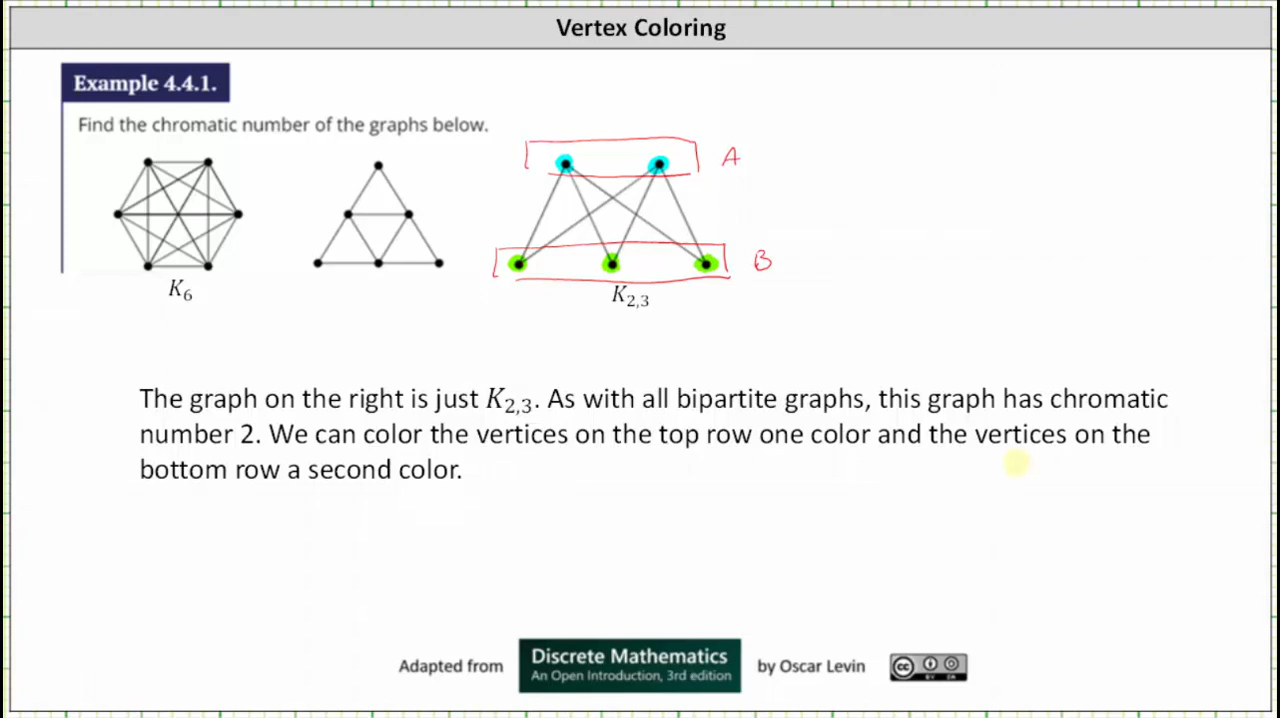 Vertex Coloring
Example 4.4.1.
Find the chromatic number of the graphs below.
A
B
K₆
K₂,₃
The graph on the right is just K₂,₃. As with all bipartite graphs, this graph has chromatic
number 2. We can color the vertices on the top row one color and the vertices on the
bottom row a second color.
Adapted from
Discrete Mathematics
An Open Introduction, 3rd edition
by Oscar Levin
cc